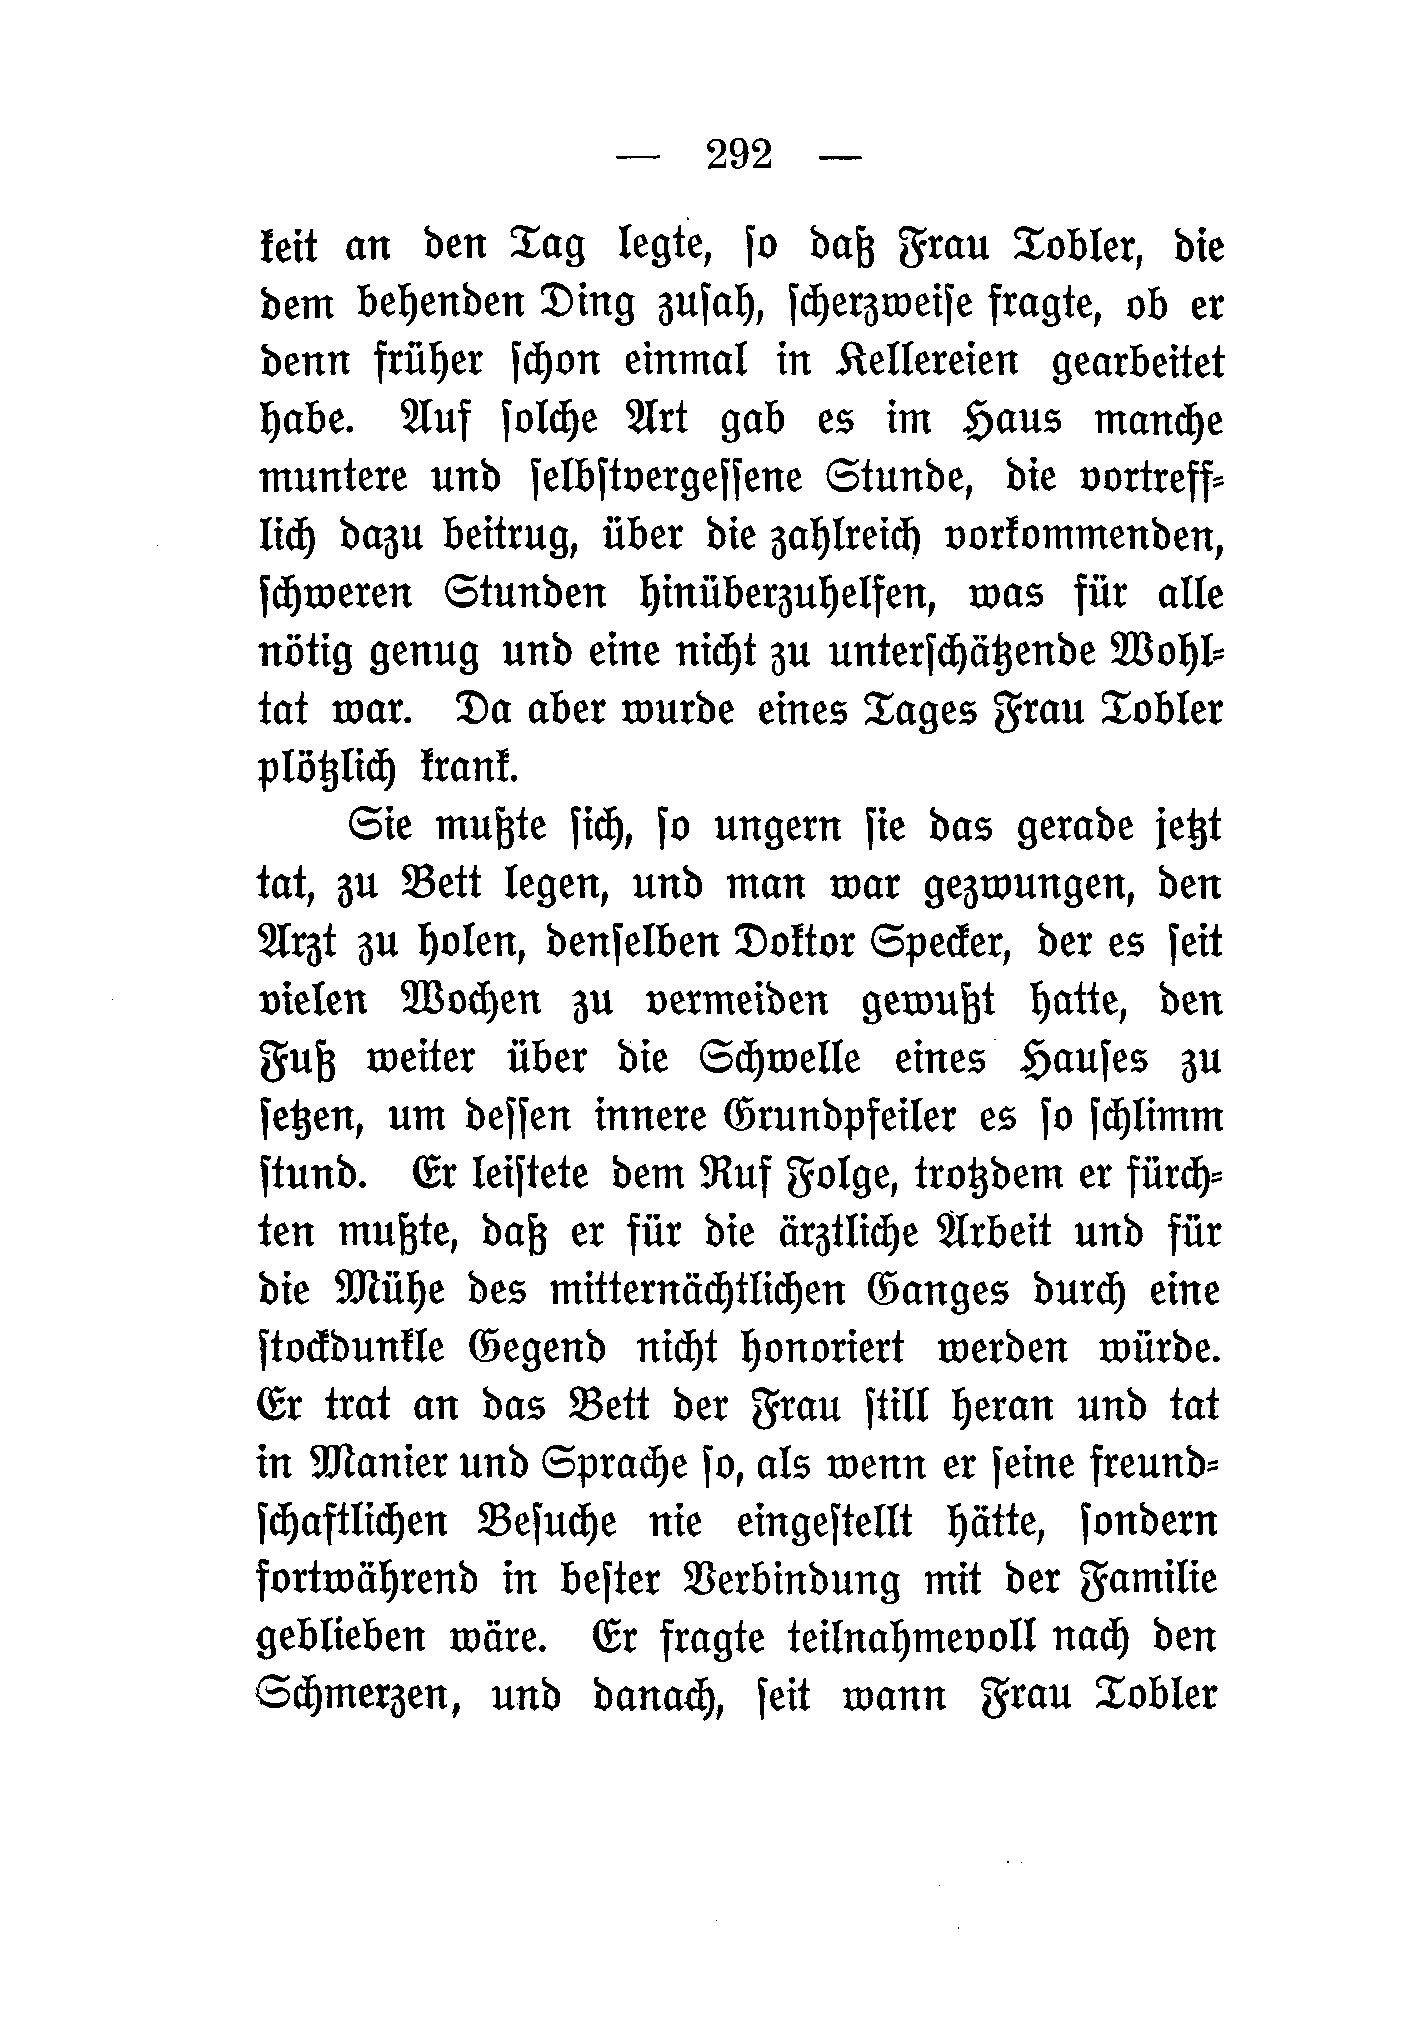 — 292 —
keit an den Tag legte, ſo daß Frau Tobler, die
dem behenden Ding zuſah, ſcherzweiſe fragte, ob er
denn früher ſchon einmal in Kellereien gearbeitet
habe. Auf ſolche Art gab es im Haus manche
muntere und ſelbſtvergeſſene Stunde, die vortreff⸗
lich dazu beitrug, über die zahlreich vorkommenden,
ſchweren Stunden hinüberzuhelfen, was für alle
nötig genug und eine nicht zu unterſchätzende Wohl⸗
tat war. Da aber wurde eines Tages Frau Tobler
plötzlich krank.
Sie mußte ſich, ſo ungern ſie das gerade jetzt
tat, zu Bett legen, und man war gezwungen, den
Arzt zu holen, denſelben Doktor Specker, der es ſeit
vielen Wochen zu vermeiden gewußt hatte, den
Fuß weiter über die Schwelle eines Hauſes zu
ſetzen, um deſſen innere Grundpfeiler es ſo ſchlimm
ſtund. Er leiſtete dem Ruf Folge, trotzdem er fürch⸗
ten mußte, daß er für die ärztliche Arbeit und für
die Mühe des mitternächtlichen Ganges durch eine
ſtockdunkle Gegend nicht honoriert werden würde.
Er trat an das Bett der Frau ſtill heran und tat
in Manier und Sprache ſo, als wenn er ſeine freund⸗
ſchaftlichen Beſuche nie eingeſtellt hätte, ſondern
fortwährend in beſter Verbindung mit der Familie
geblieben wäre. Er fragte teilnahmevoll nach den
Schmerzen, und danach, ſeit wann Frau Tobler